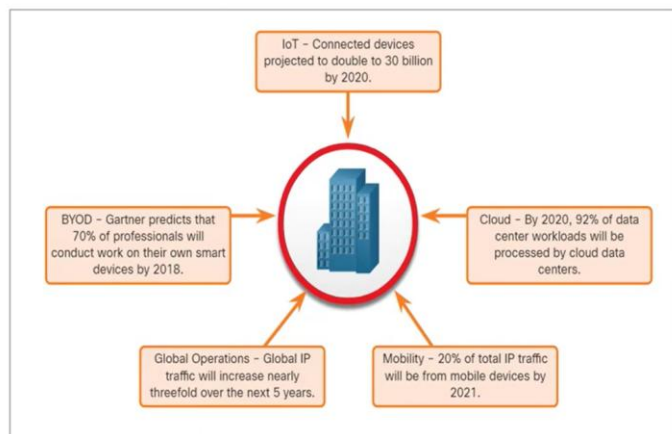 IoT – Connected devices
projected to double to 30 billion
by 2020.
BYOD – Gartner predicts that
70% of professionals will
conduct work on their own smart
devices by 2018.
Cloud – By 2020, 92% of data
center workloads will be
processed by cloud data
centers.
Global Operations – Global IP
traffic will increase nearly
threefold over the next 5 years.
Mobility – 20% of total IP traffic
will be from mobile devices by
2021.